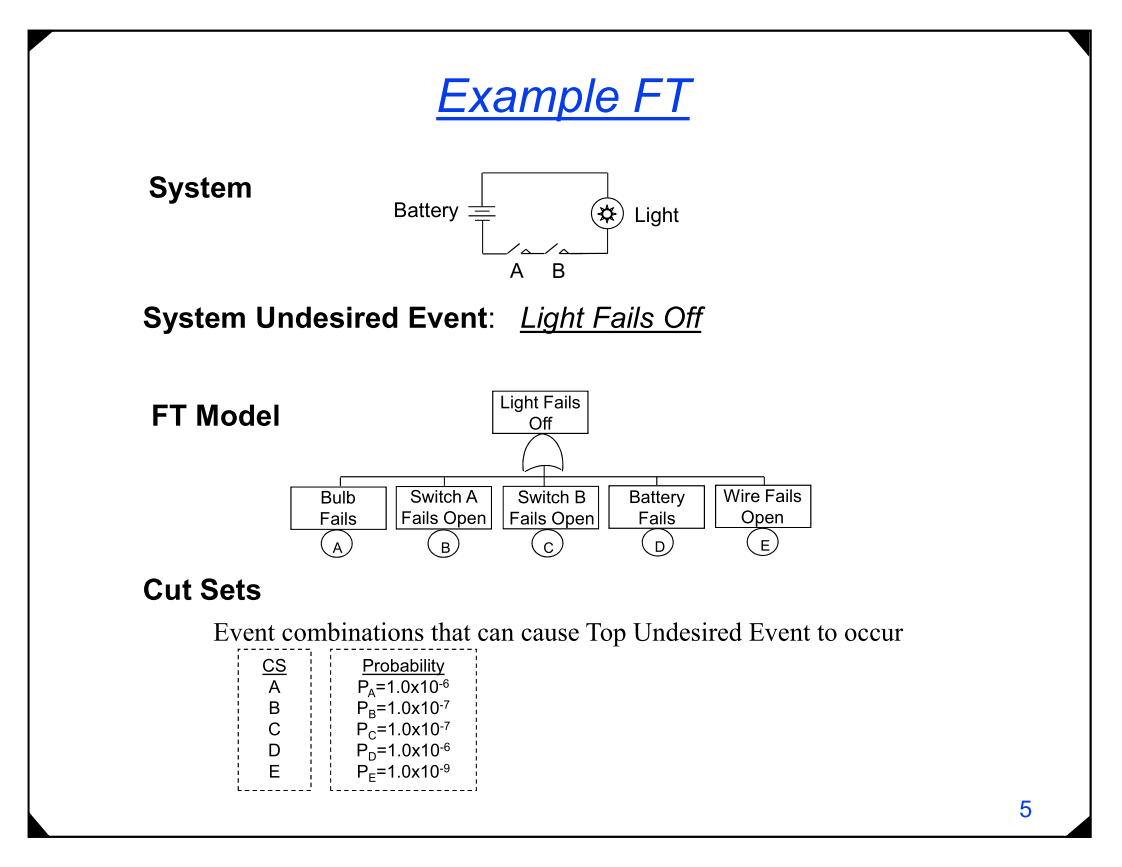 Example FT
System
Battery
Light
A B
System Undesired Event: Light Fails Off
FT Model
Light Fails
Off
Bulb
Fails
Switch A
Fails Open
Switch B
Fails Open
Battery
Fails
Wire Fails
Open
A B C D E
Cut Sets
Event combinations that can cause Top Undesired Event to occur
CS Probability
A P_A=1.0x10^-6
B P_B=1.0x10^-7
C P_C=1.0x10^-7
D P_D=1.0x10^-6
E P_E=1.0x10^-9
5